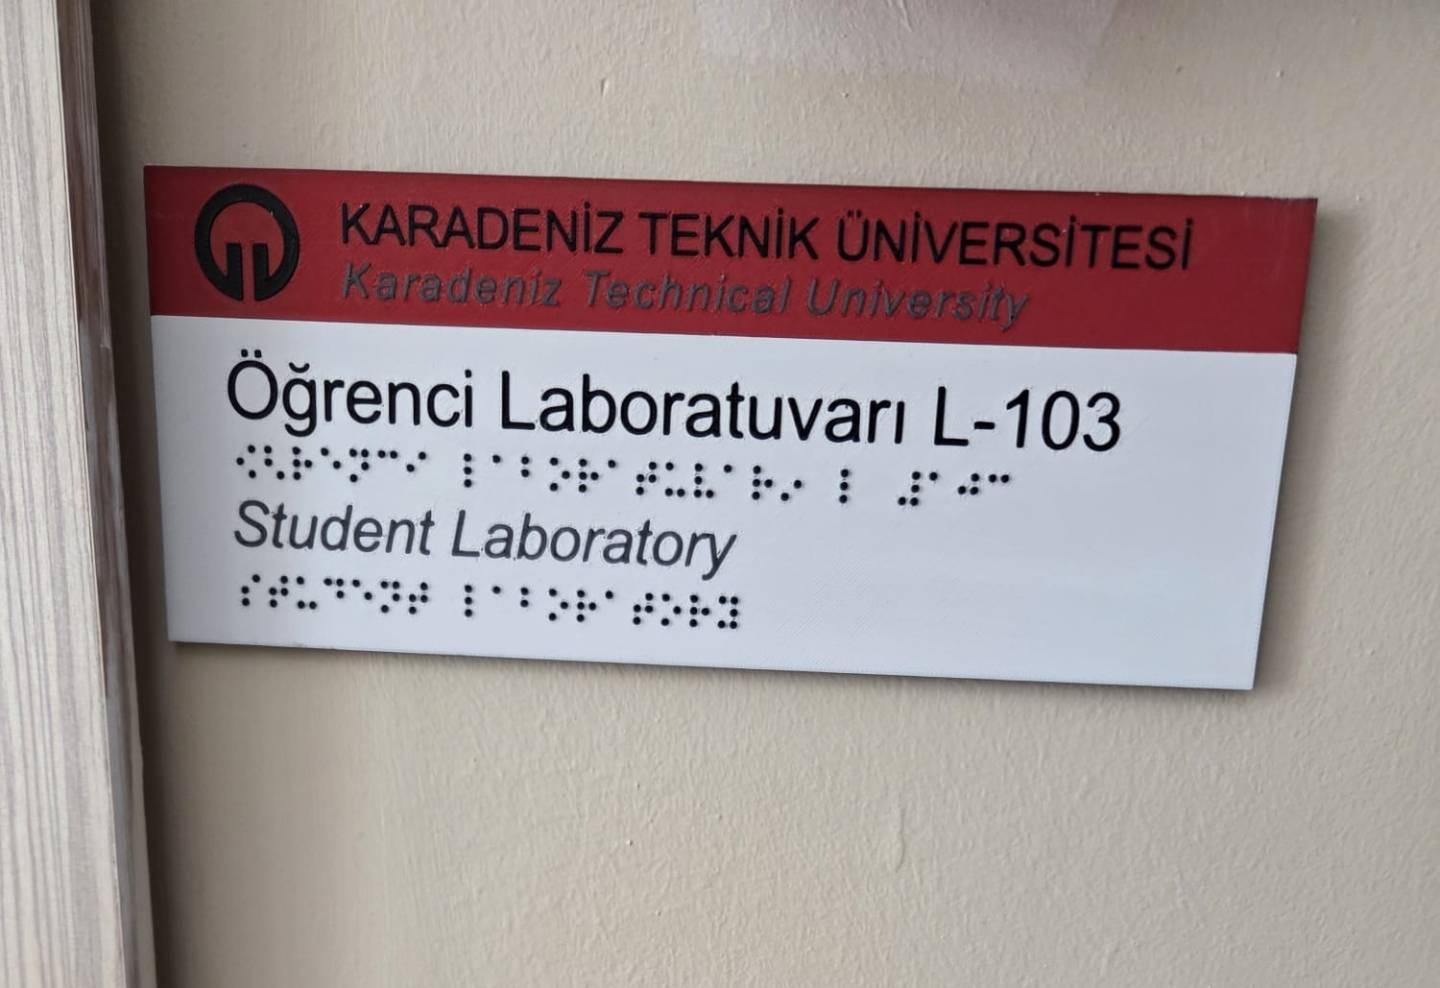 KARADENİZ TEKNİK ÜNİVERSİTESİ
Karadeniz Technical University
Öğrenci Laboratuvarı L-103
Student Laboratory
⠎⠞⠥⠙⠑⠝⠞ ⠇⠁⠃⠕⠗⠁⠞⠕⠗⠽